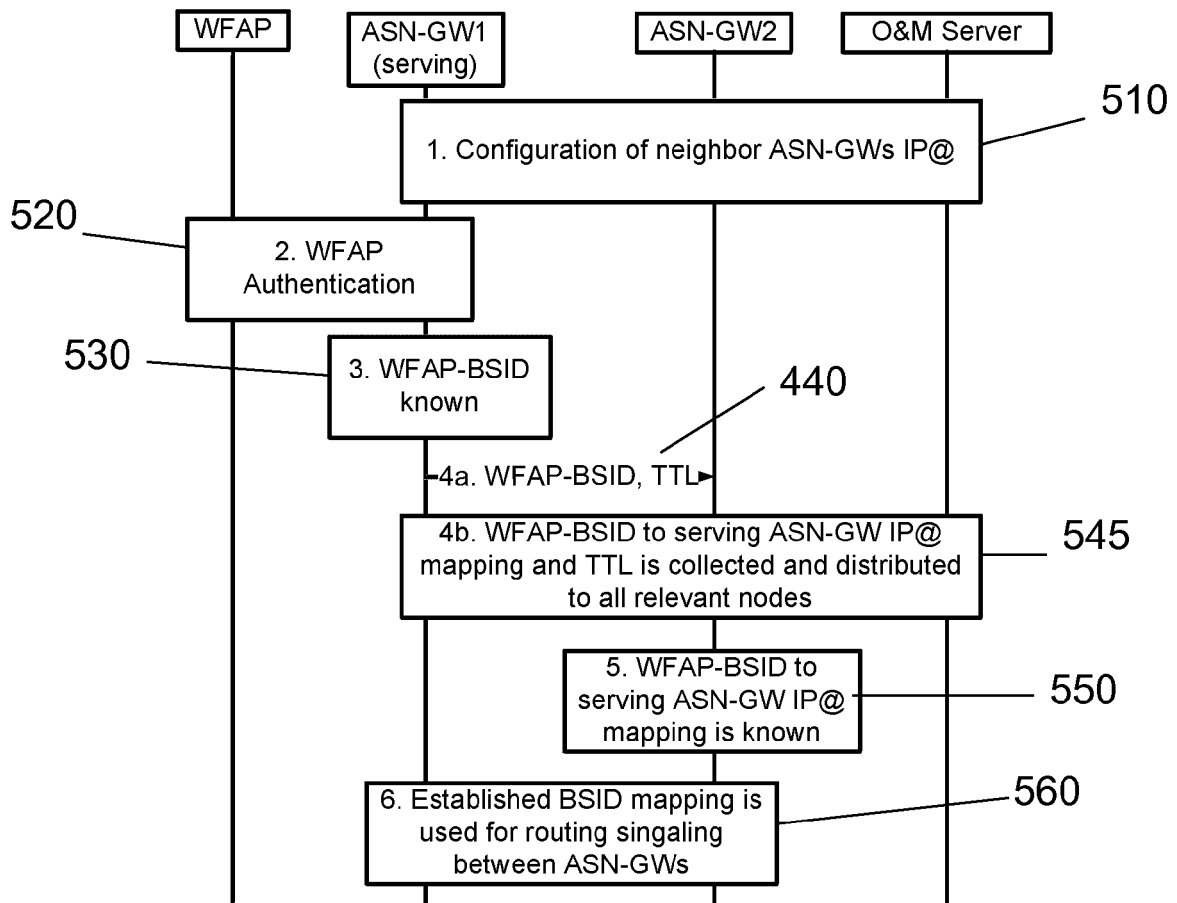 WFAP
ASN-GW1
(serving)
ASN-GW2
O&M Server
510
1. Configuration of neighbor ASN-GWs IP@
520
2. WFAP
Authentication
530
3. WFAP-BSID
known
440
4a. WFAP-BSID, TTL
4b. WFAP-BSID to serving ASN-GW IP@
mapping and TTL is collected and distributed
to all relevant nodes
545
5. WFAP-BSID to
serving ASN-GW IP@
mapping is known
550
6. Established BSID mapping is
used for routing singaling
between ASN-GWs
560